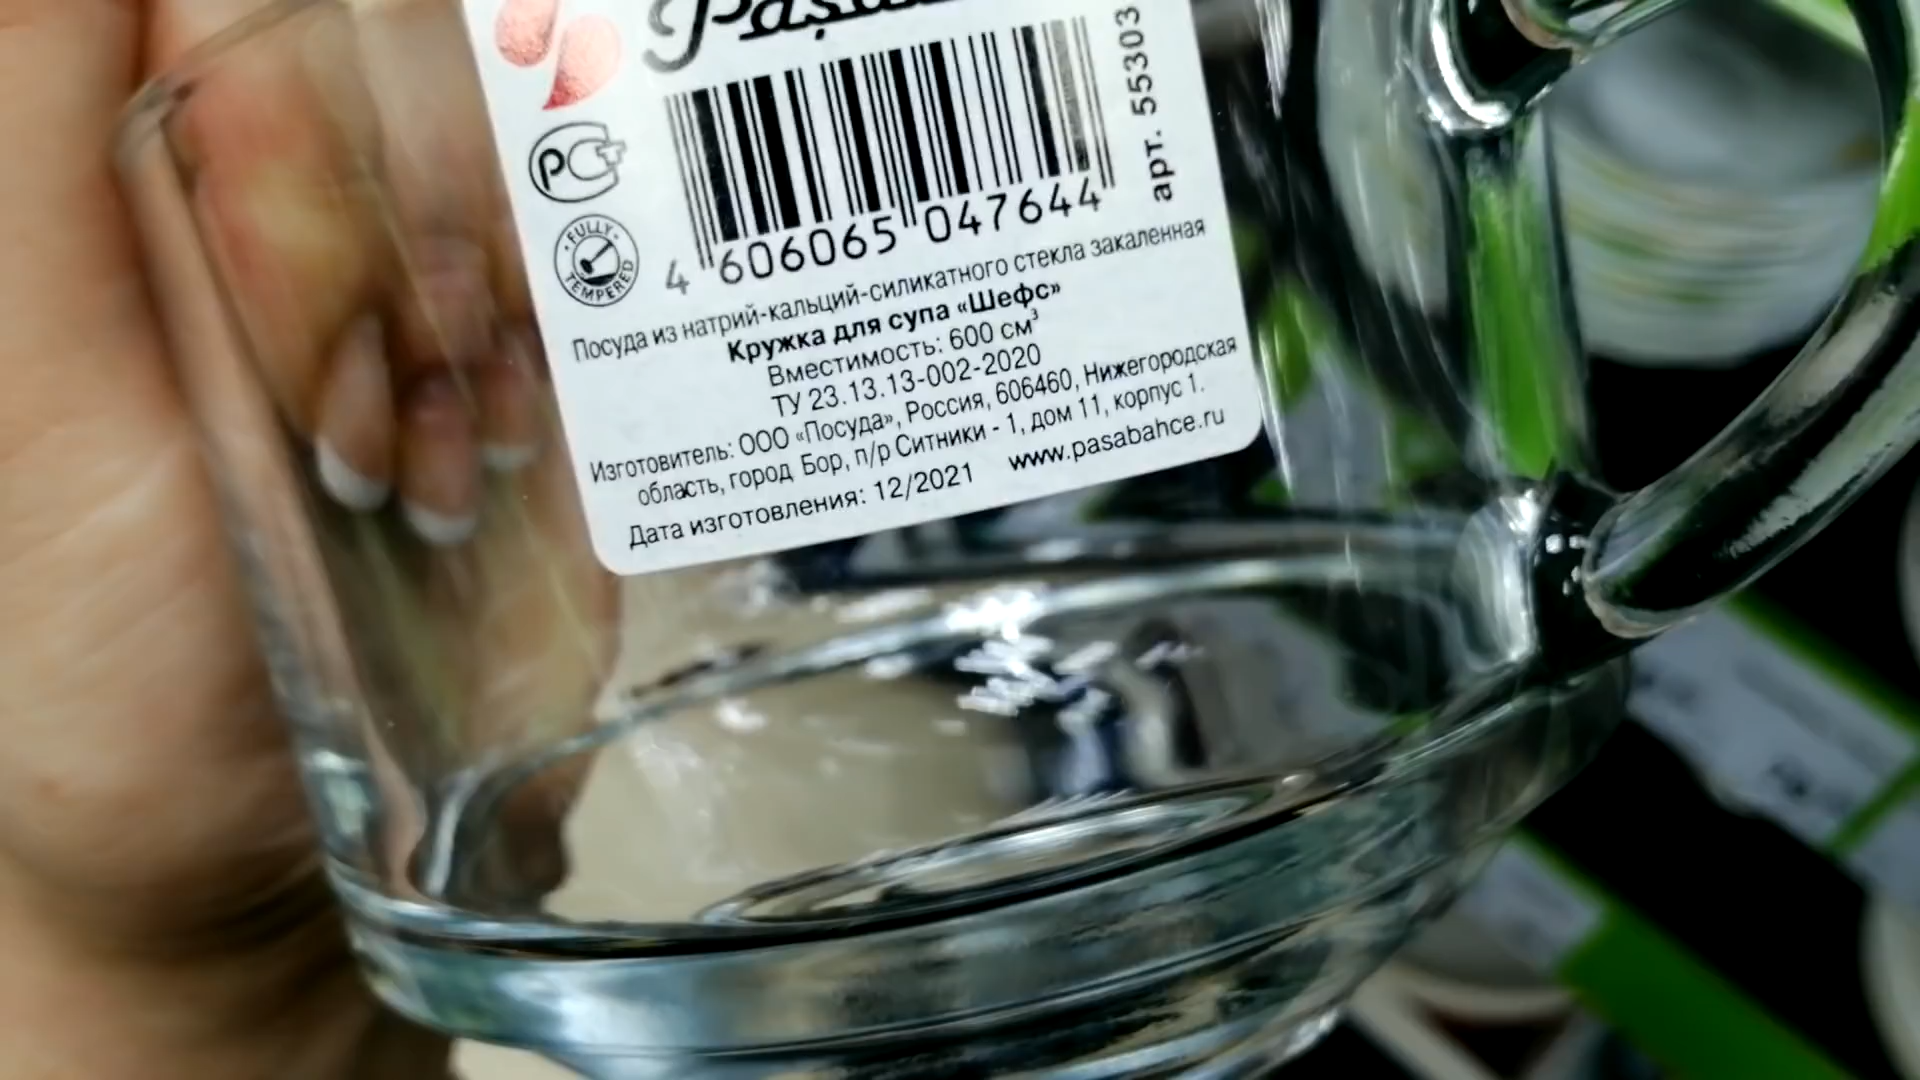 арт. 55303
РСТ
FULLY TEMPERED
4 606065 047644
Посуда из натрий-кальций-силикатного стекла закаленная
Кружка для супа «Шефс»
Вместимость: 600 см³
ТУ 23.13.13-002-2020
Изготовитель: ООО «Посуда», Россия, 606460, Нижегородская
область, город Бор, п/р Ситники - 1, дом 11, корпус 1.
Дата изготовления: 12/2021 www.pasabahce.ru